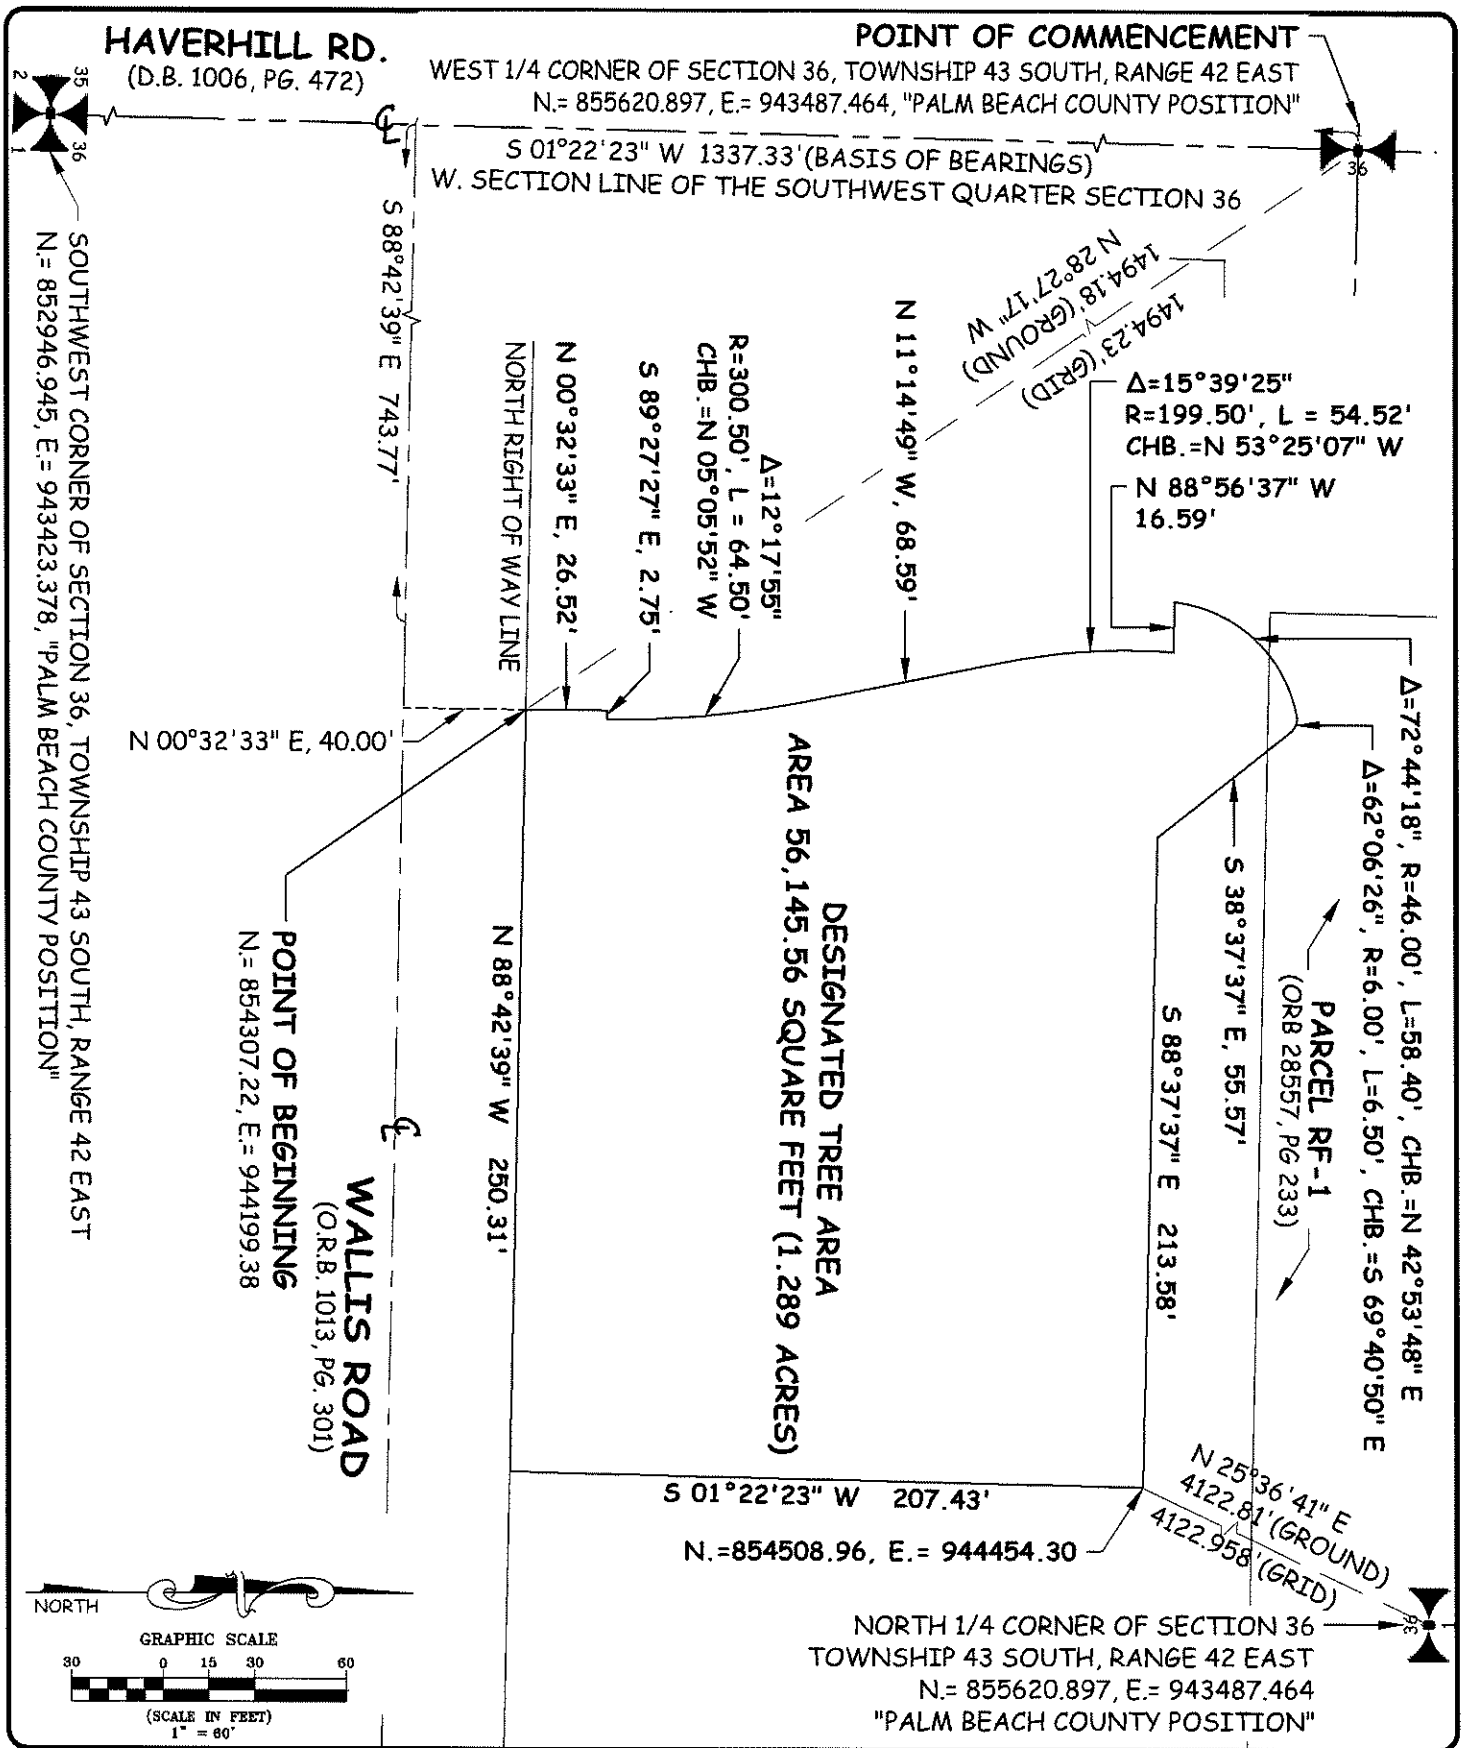 HAVERHILL RD.
(D.B. 1006, PG. 472)
POINT OF COMMENCEMENT
WEST 1/4 CORNER OF SECTION 36, TOWNSHIP 43 SOUTH, RANGE 42 EAST
N.= 855620.897, E.= 943487.464, "PALM BEACH COUNTY POSITION"
2
35
1
36
36
S 01°22'23" W 1337.33'(BASIS OF BEARINGS)
W. SECTION LINE OF THE SOUTHWEST QUARTER SECTION 36
SOUTHWEST CORNER OF SECTION 36, TOWNSHIP 43 SOUTH, RANGE 42 EAST
N.= 852946.945, E.= 943423.378, "PALM BEACH COUNTY POSITION"
S 88°42'39" E 743.77'
N 28°27'17" W
1494.18'(GROUND)
1494.23'(GRID)
NORTH RIGHT OF WAY LINE
N 00°32'33" E, 26.52'
S 89°27'27" E, 2.75'
Δ=12°17'55"
R=300.50', L = 64.50'
CHB.=N 05°05'52" W
N 11°14'49" W, 68.59'
Δ=15°39'25"
R=199.50', L = 54.52'
CHB.=N 53°25'07" W
N 88°56'37" W
16.59'
Δ=72°44'18", R=46.00', L=58.40', CHB.=N 42°53'48" E
Δ=62°06'26", R=6.00', L=6.50', CHB.=S 69°40'50" E
N 00°32'33" E, 40.00'
S 38°37'37" E, 55.57'
PARCEL RF-1
(ORB 28557, PG 233)
S 88°37'37" E 213.58'
DESIGNATED TREE AREA
AREA 56,145.56 SQUARE FEET (1.289 ACRES)
N 88°42'39" W 250.31'
POINT OF BEGINNING
N.= 854307.22, E.= 944199.38
WALLIS ROAD
(O.R.B. 1013, PG. 301)
S 01°22'23" W 207.43'
N.=854508.96, E.= 944454.30
N 25°36'41" E
4122.81'(GROUND)
4122.958'(GRID)
36
NORTH 1/4 CORNER OF SECTION 36
TOWNSHIP 43 SOUTH, RANGE 42 EAST
N.= 855620.897, E.= 943487.464
"PALM BEACH COUNTY POSITION"
NORTH
GRAPHIC SCALE
30 0 15 30 60
(SCALE IN FEET)
1" = 60'